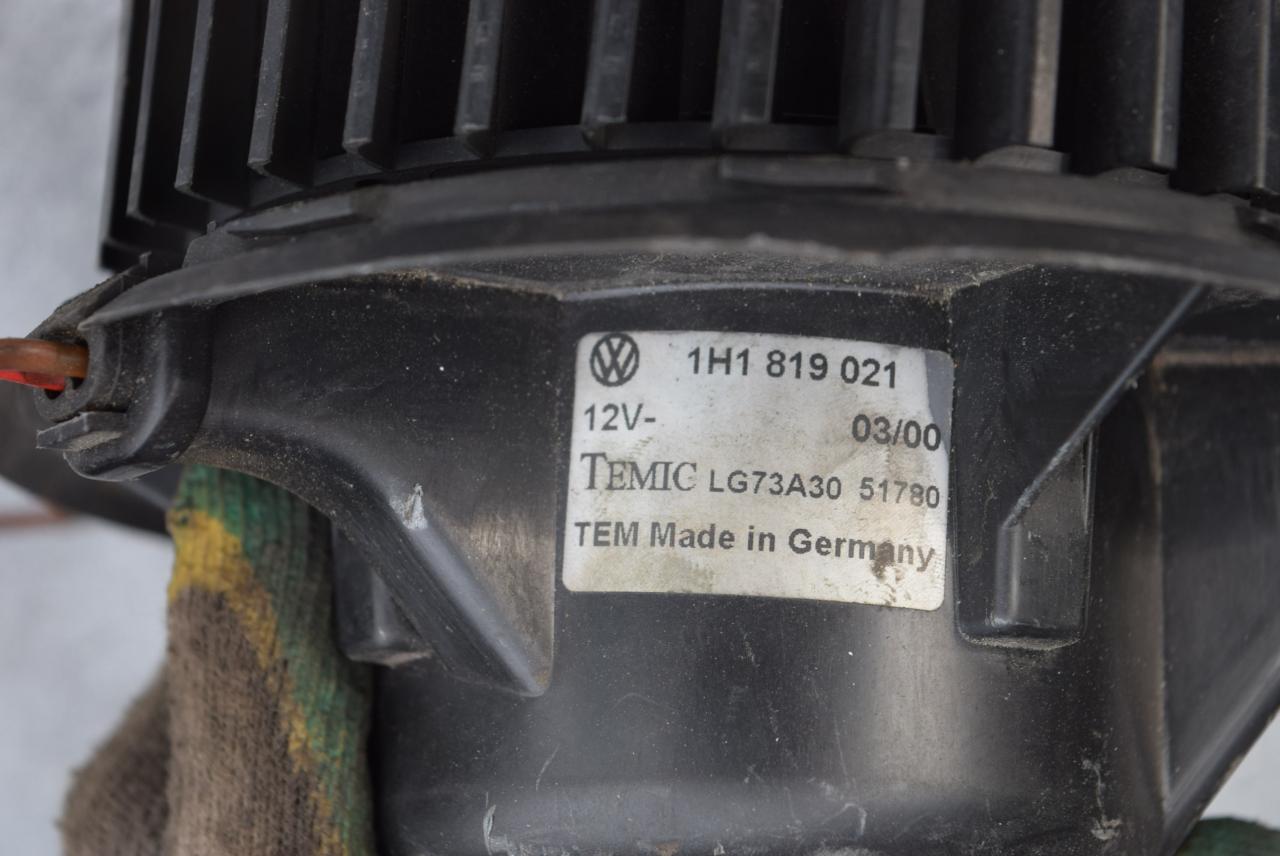 1H1 819 021
12V- 03/00
TEMIC LG73A30 51780
TEM Made in Germany